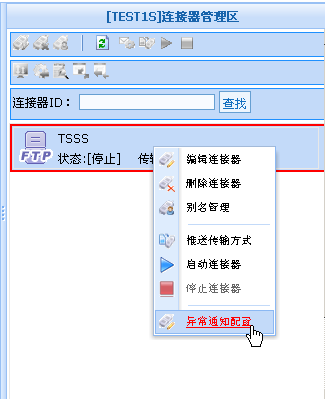 [TEST1S]连接器管理区
连接器ID： 查找
TSSS
FTP
状态:[停止] 传输
编辑连接器
删除连接器
别名管理
推送传输方式
启动连接器
停止连接器
异常通知配置